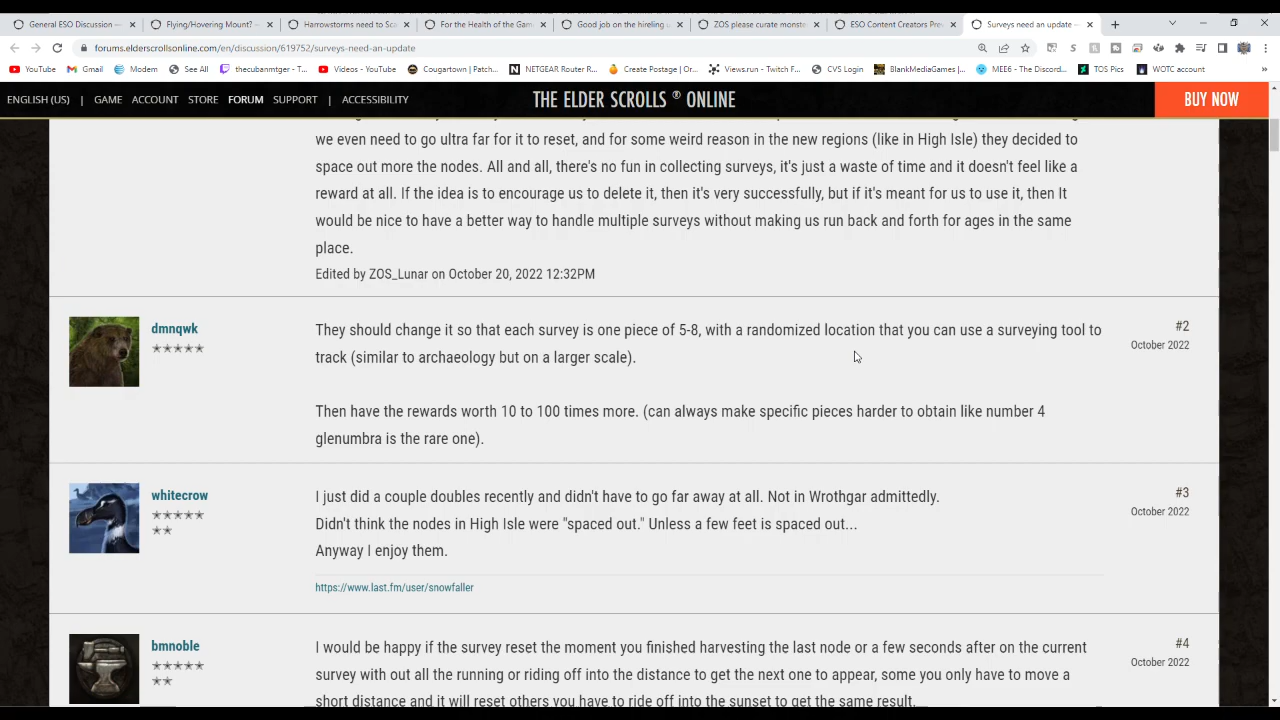 General ESO Discussion —
Flying/Hovering Mount? –
Harrowstorms need to Sca
For the Health of the Gam
Good job on the hireling u
ZOS please curate monste
ESO Content Creators Prev
Surveys need an update —
forums.elderscrollsonline.com/en/discussion/619752/surveys-need-an-update
YouTube
Gmail
Modem
See All
thecubanmtger - T...
Videos - YouTube
Cougartown | Patch...
NETGEAR Router R...
Create Postage | Or...
Views.run - Twitch F...
CVS Login
BlankMediaGames |...
MEE6 - The Discord...
TOS Pics
WOTC account
»
ENGLISH (US) | GAME ACCOUNT STORE FORUM SUPPORT | ACCESSIBILITY
THE ELDER SCROLLS ® ONLINE
BUY NOW
we even need to go ultra far for it to reset, and for some weird reason in the new regions (like in High Isle) they decided to
space out more the nodes. All and all, there's no fun in collecting surveys, it's just a waste of time and it doesn't feel like a
reward at all. If the idea is to encourage us to delete it, then it's very successfully, but if it's meant for us to use it, then It
would be nice to have a better way to handle multiple surveys without making us run back and forth for ages in the same
place.
Edited by ZOS_Lunar on October 20, 2022 12:32PM
dmnqwk
★★★★★
They should change it so that each survey is one piece of 5-8, with a randomized location that you can use a surveying tool to
track (similar to archaeology but on a larger scale).
Then have the rewards worth 10 to 100 times more. (can always make specific pieces harder to obtain like number 4
glenumbra is the rare one).
#2
October 2022
whitecrow
★★★★★
★★
I just did a couple doubles recently and didn't have to go far away at all. Not in Wrothgar admittedly.
Didn't think the nodes in High Isle were "spaced out." Unless a few feet is spaced out...
Anyway I enjoy them.
https://www.last.fm/user/snowfaller
#3
October 2022
bmnoble
★★★★★
★★
I would be happy if the survey reset the moment you finished harvesting the last node or a few seconds after on the current
survey with out all the running or riding off into the distance to get the next one to appear, some you only have to move a
short distance and it will reset others you have to ride off into the sunset to get the same result.
#4
October 2022